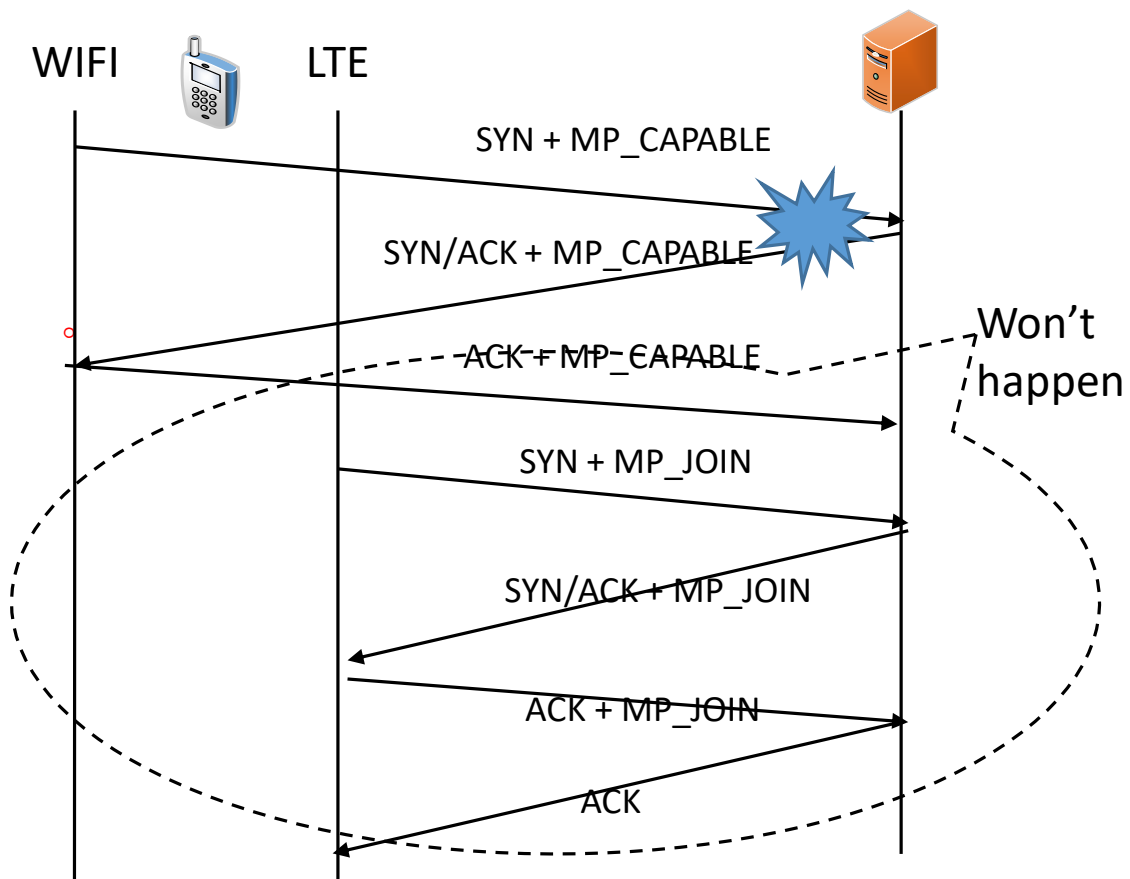 WIFI
LTE
SYN + MP_CAPABLE
SYN/ACK + MP_CAPABLE
Won’t
happen
ACK + MP_CAPABLE
SYN + MP_JOIN
SYN/ACK + MP_JOIN
ACK + MP_JOIN
ACK